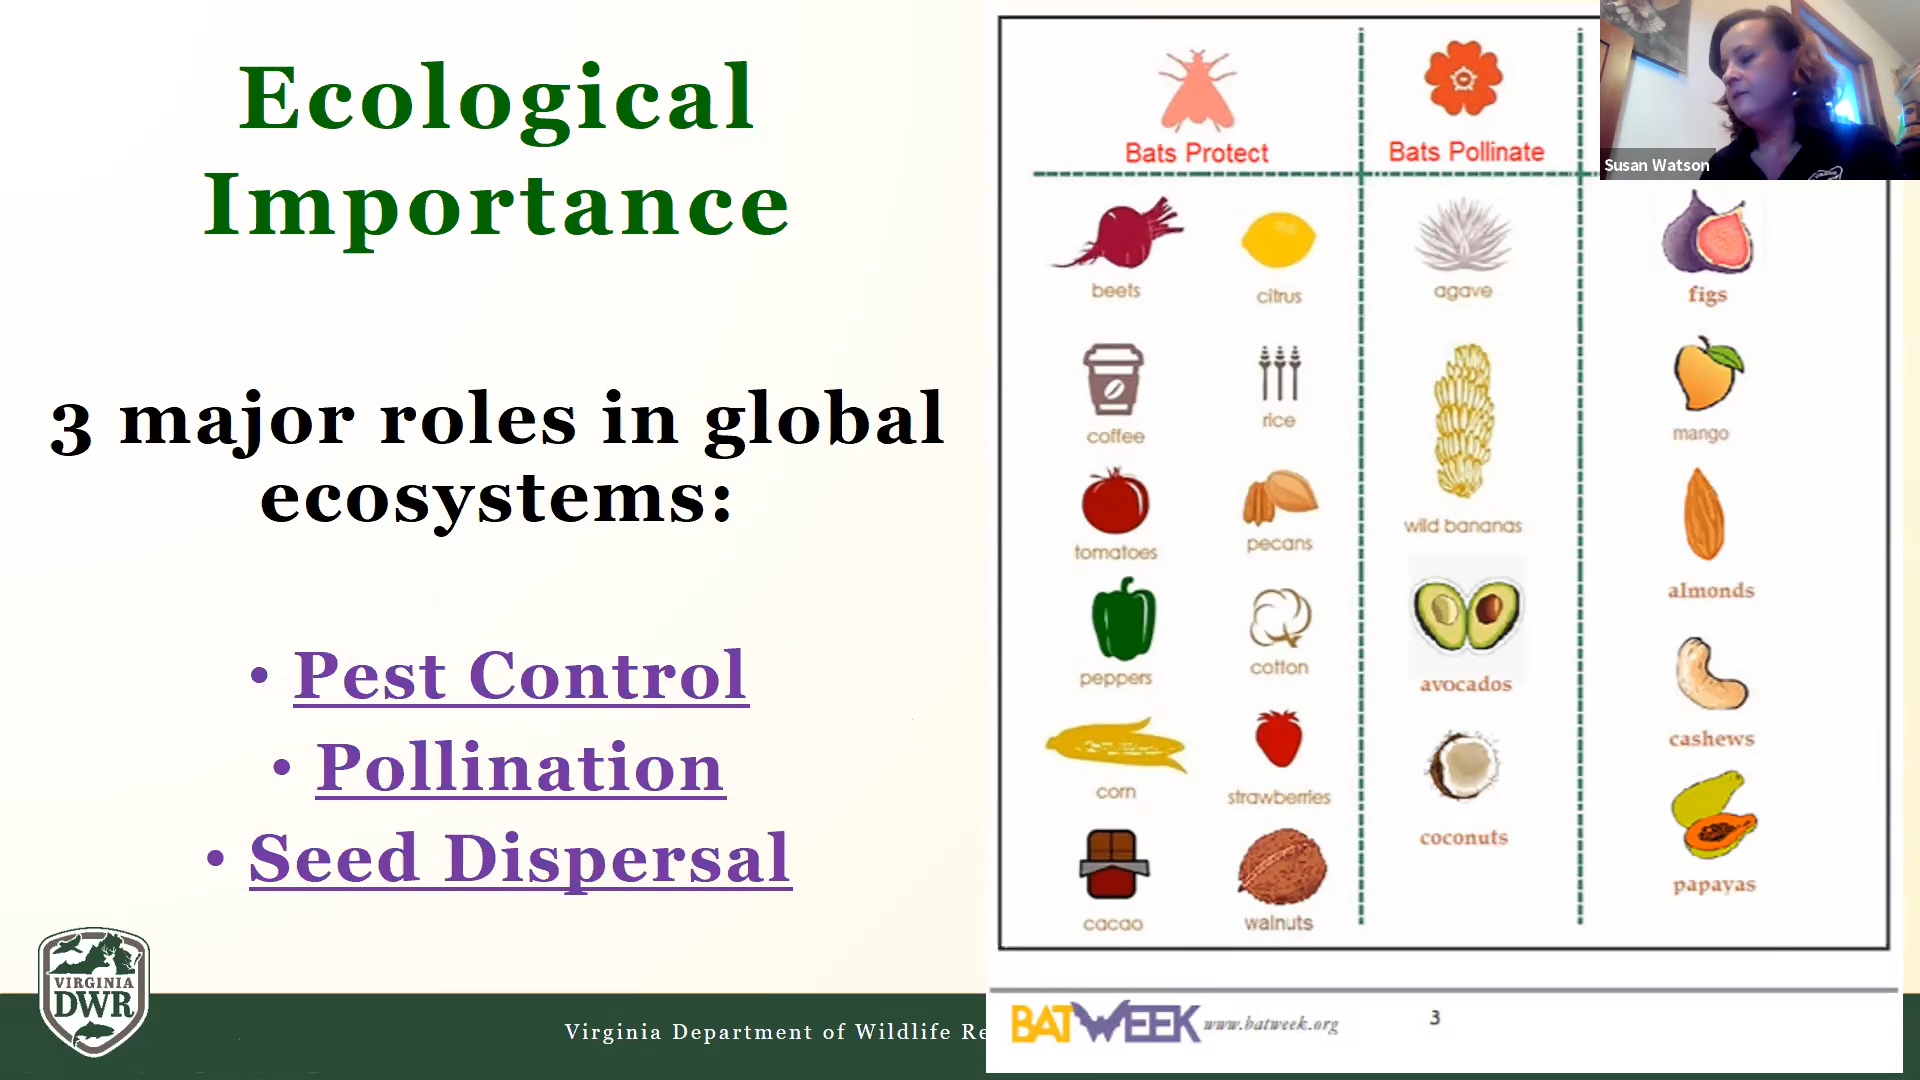 Ecological
Importance
3 major roles in global
ecosystems:
• Pest Control
• Pollination
• Seed Dispersal
VIRGINIA
DWR
Virginia Department of Wildlife Re
Bats Protect
Bats Pollinate
beets
citrus
coffee
rice
tomatoes
pecans
peppers
cotton
corn
strawberries
cacao
walnuts
agave
wild bananas
avocados
coconuts
figs
mango
almonds
cashews
papayas
BATWEEK www.batweek.org
3
Susan Watson